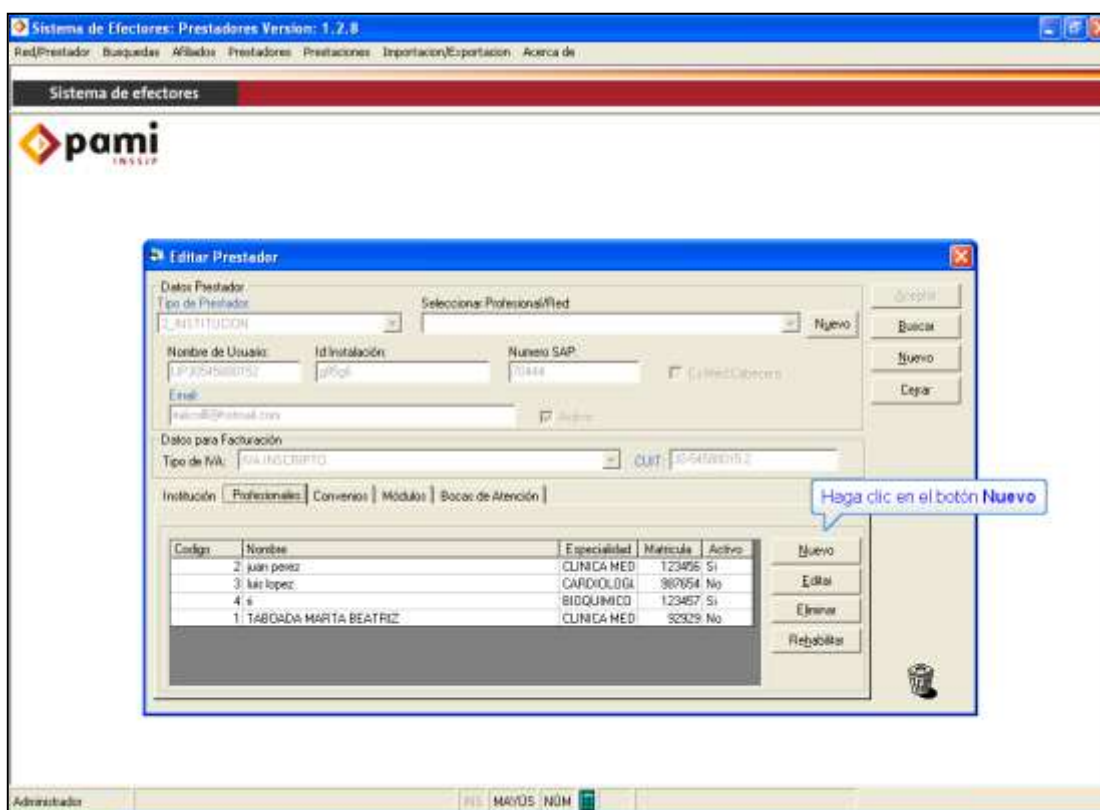 Sistema de Efectores: Prestadores Version: 1.2.8
Red/Prestador Busquedas Afiliados Prestadores Prestaciones Importacion/Exportacion Acerca de
Sistema de efectores
pami
INSSJP
Editar Prestador
Datos Prestador
Tipo de Prestador
Seleccionar Profesional/Red
Aceptar
2_INSTITUCION
Nuevo
Buscar
Nombre de Usuario: Id Instalación: Numero SAP:
Nuevo
70444
Email:
Cerrar
Activo
Datos para Facturación
Tipo de IVA: IVA INSCRIPTO
CUIT:
Institución Profesionales Convenios Módulos Bocas de Atención
Haga clic en el botón Nuevo
Codigo Nombre Especialidad Matricula Activo
Nuevo
2 juan perez CLINICA MED 123456 Si
3 luis lopez CARDIOLOGI 987654 No
Editar
4 s BIOQUIMICO 123457 Si
Eliminar
1 TABOADA MARTA BEATRIZ CLINICA MED 92929 No
Rehabilitar
Administrador
INS MAYÚS NÚM